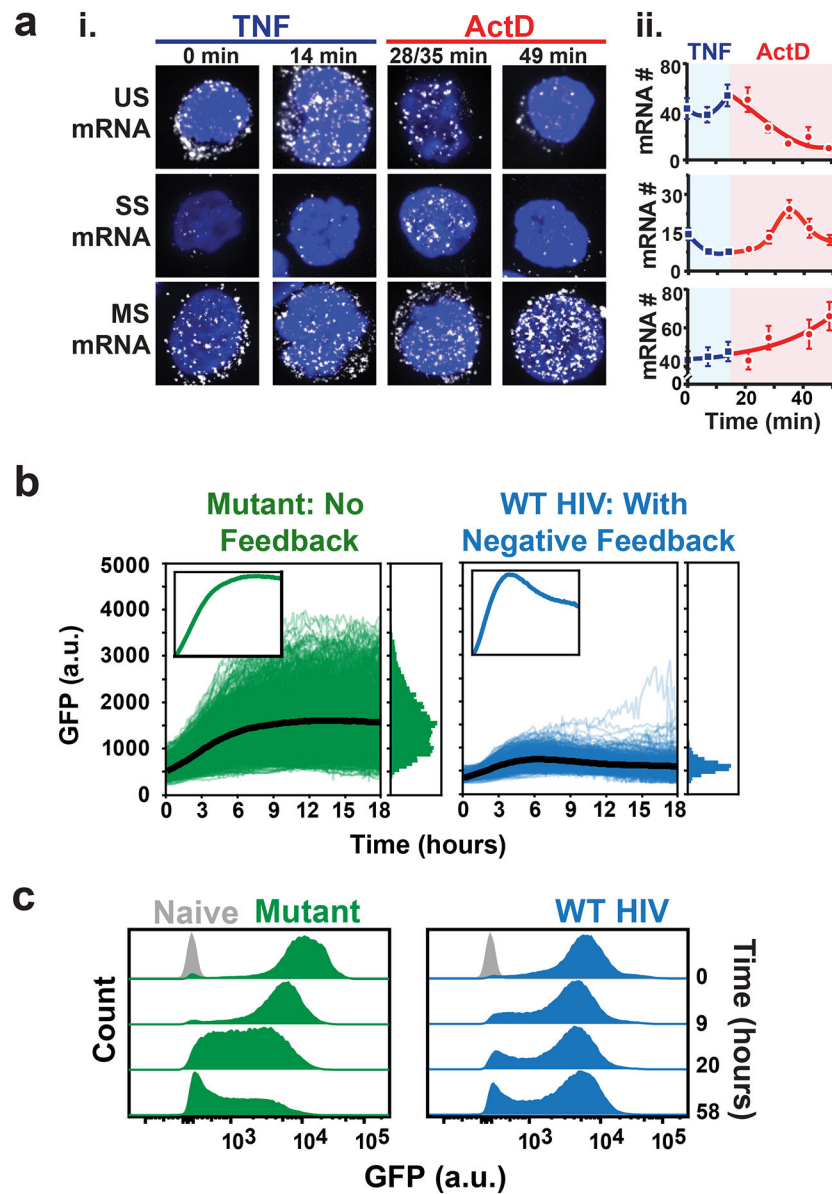 a i. TNF ActD ii.
0 min 14 min 28/35 min 49 min
US
mRNA
SS
mRNA
MS
mRNA
TNF ActD
mRNA #
80
40
0
mRNA #
30
15
0
mRNA #
80
60
40
0
0 20 40
Time (min)
b
Mutant: No
Feedback
WT HIV: With
Negative Feedback
GFP (a.u.)
5000
4000
3000
2000
1000
0
0 3 6 9 12 15 18
0 3 6 9 12 15 18
Time (hours)
c
Naive Mutant
WT HIV
Count
Time (hours)
0
9
20
58
10³ 10⁴ 10⁵
10³ 10⁴ 10⁵
GFP (a.u.)